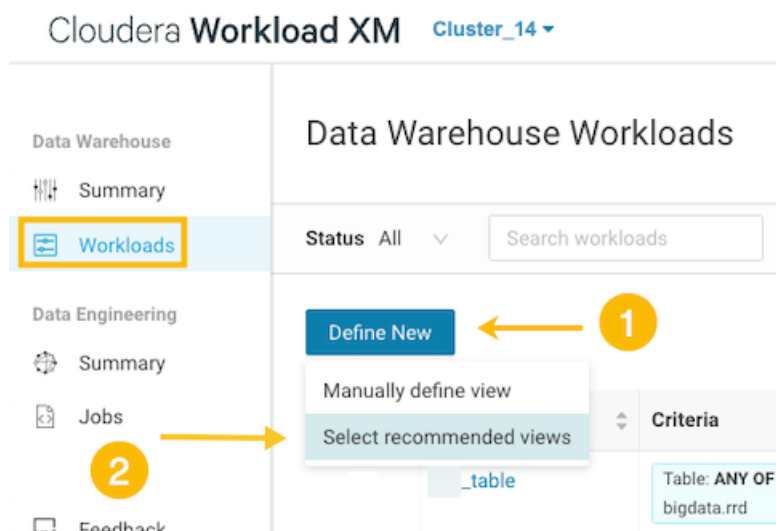 Cloudera Workload XM Cluster_14
Data Warehouse
Summary
Workloads
Data Engineering
Summary
Jobs
2
Feedback
Data Warehouse Workloads
Status All Search workloads
Define New 1
Manually define view
Select recommended views
Criteria
_table
Table: ANY OF
bigdata.rrd